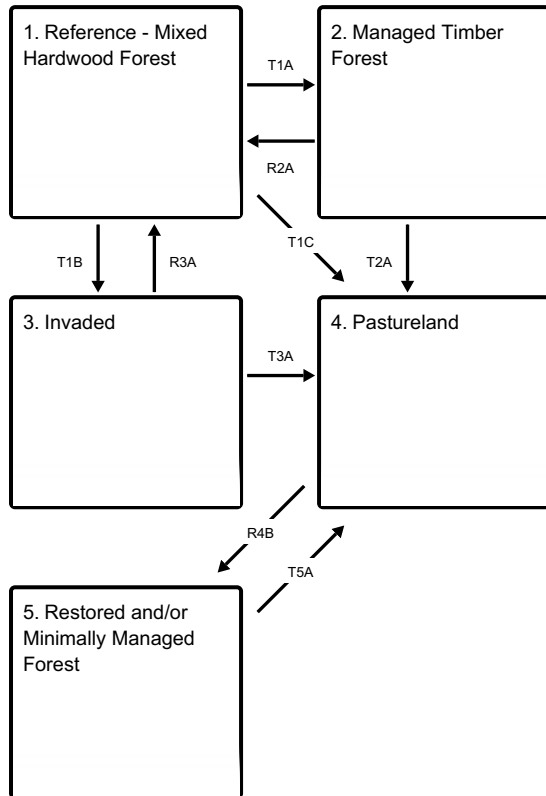 1. Reference - Mixed
Hardwood Forest
2. Managed Timber
Forest
T1A
R2A
T1C
T1B
R3A
T2A
3. Invaded
4. Pastureland
T3A
R4B
T5A
5. Restored and/or
Minimally Managed
Forest